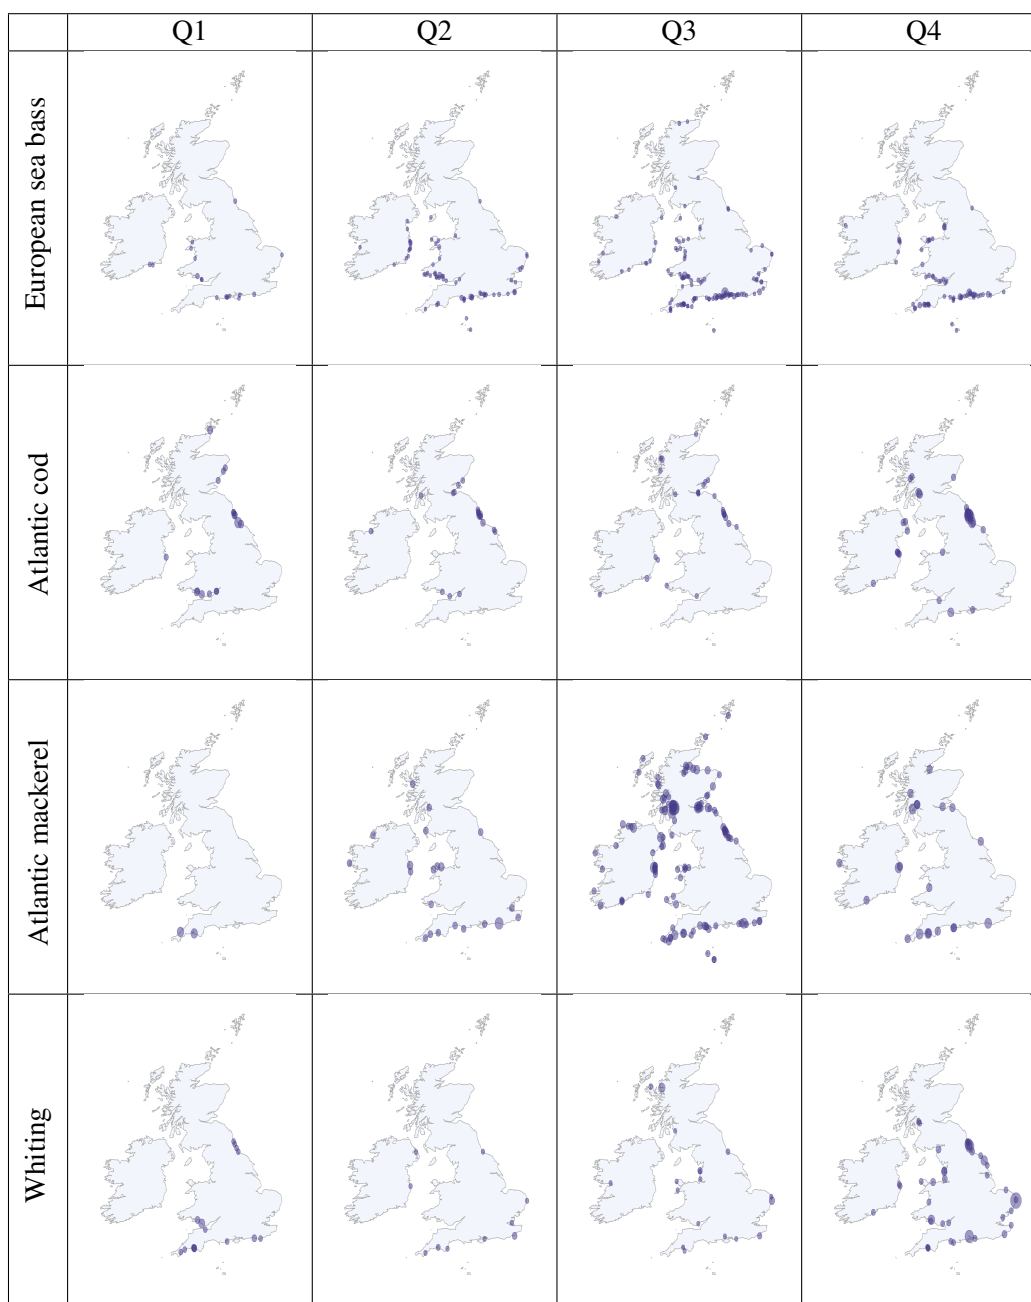 Q1 Q2 Q3 Q4
European sea bass
Atlantic cod
Atlantic mackerel
Whiting